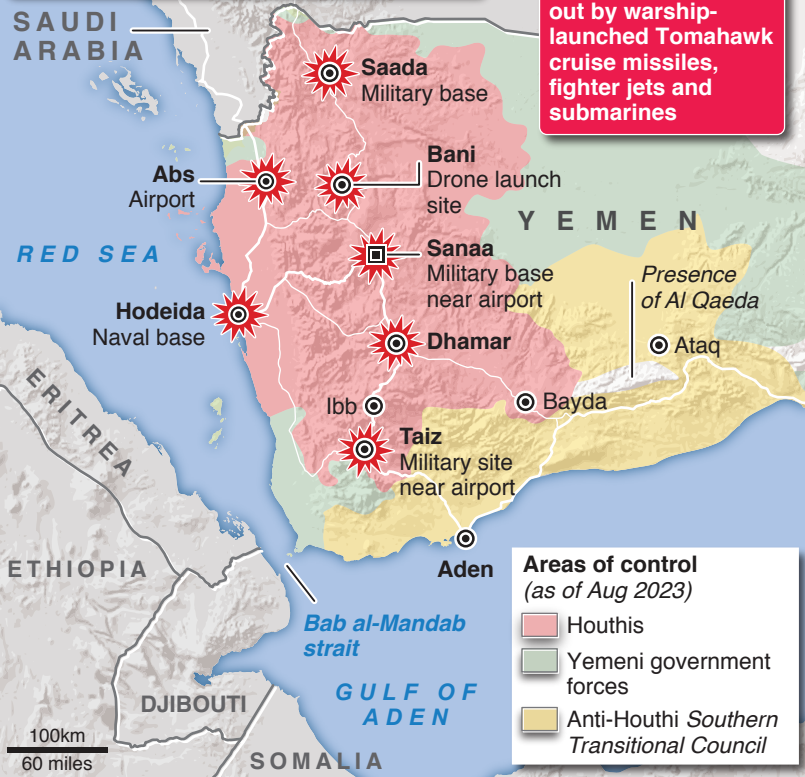 SAUDI
ARABIA
out by warship-
launched Tomahawk
cruise missiles,
fighter jets and
submarines
Saada
Military base
Abs
Airport
Bani
Drone launch
site
YEMEN
RED SEA
Sanaa
Military base
near airport
Presence
of Al Qaeda
Hodeida
Naval base
Dhamar
Ataq
ERITREA
Ibb
Bayda
Taiz
Military site
near airport
ETHIOPIA
Aden
Bab al-Mandab
strait
GULF OF
ADEN
DJIBOUTI
SOMALIA
100km
60 miles
Areas of control
(as of Aug 2023)
Houthis
Yemeni government
forces
Anti-Houthi Southern
Transitional Council